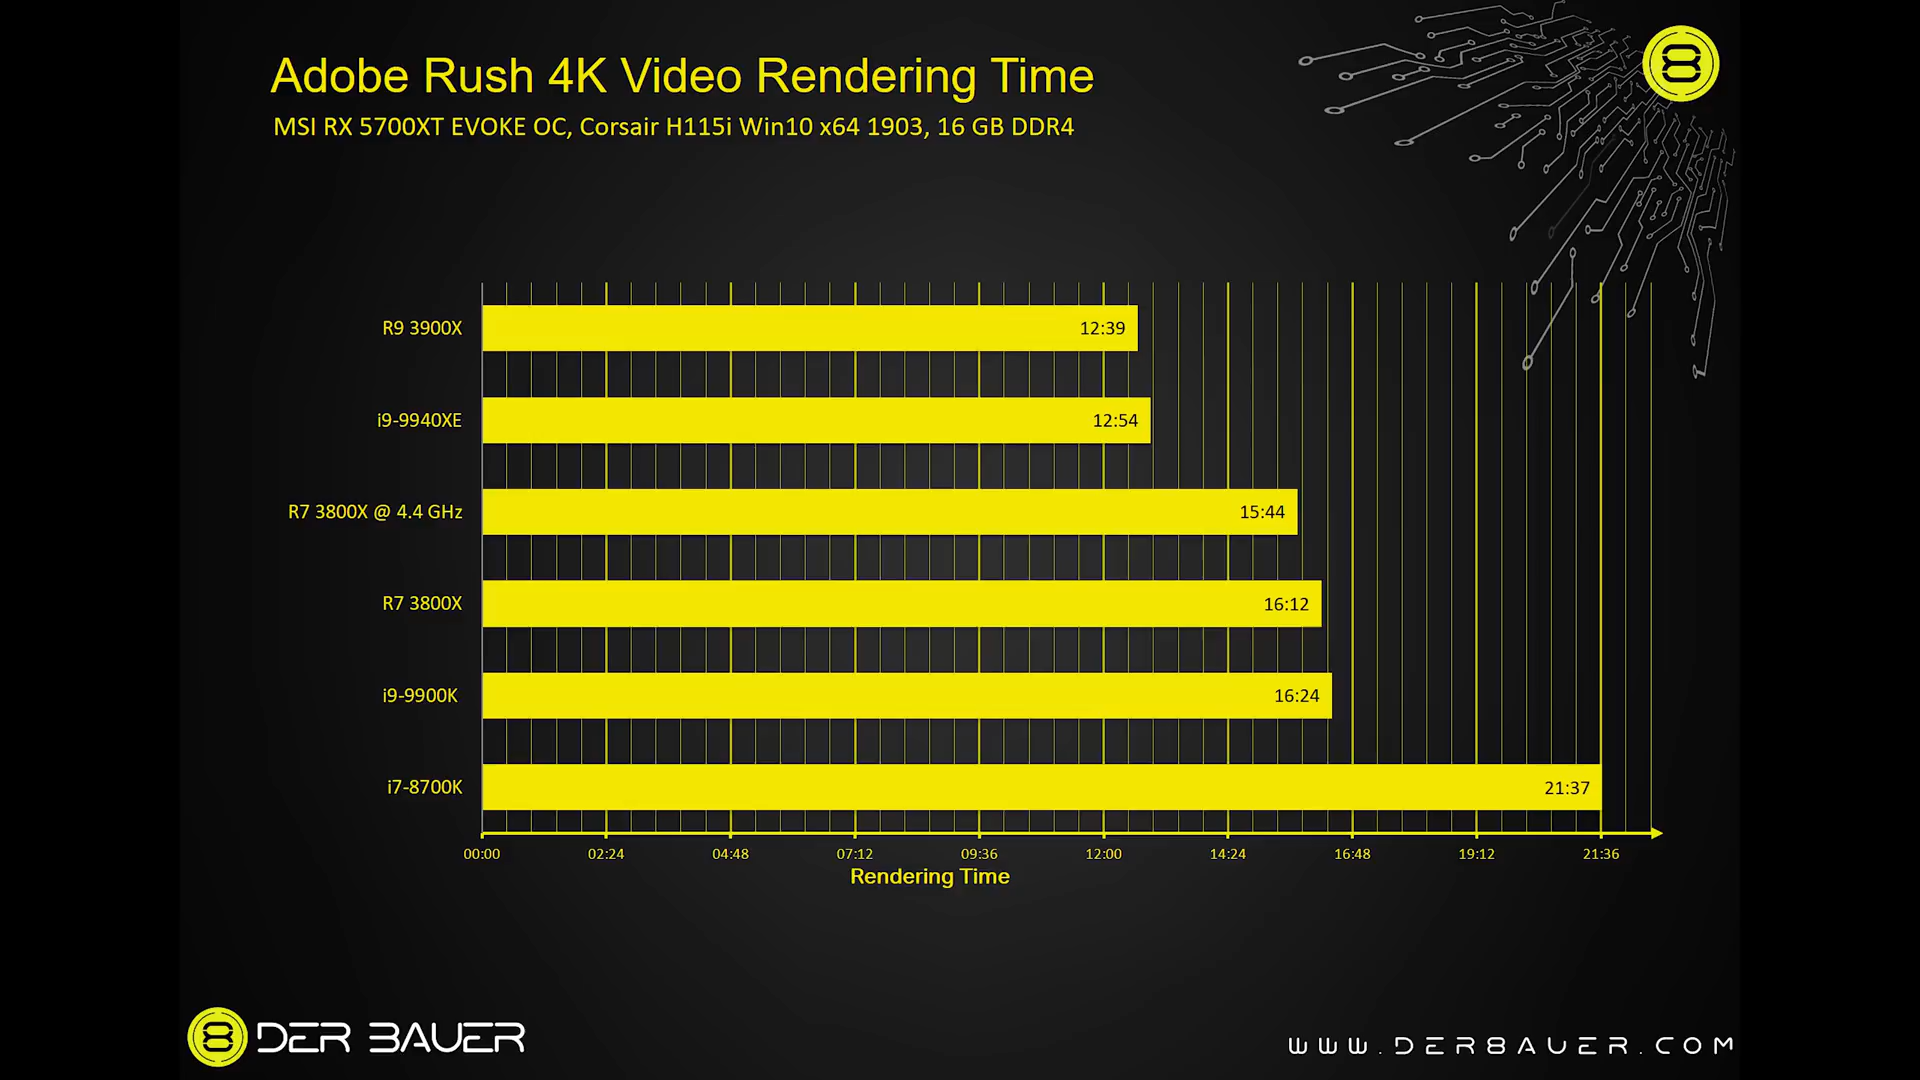 Adobe Rush 4K Video Rendering Time
MSI RX 5700XT EVOKE OC, Corsair H115i Win10 x64 1903, 16 GB DDR4
R9 3900X 12:39
i9-9940XE 12:54
R7 3800X @ 4.4 GHz 15:44
R7 3800X 16:12
i9-9900K 16:24
i7-8700K 21:37
00:00 02:24 04:48 07:12 09:36 12:00 14:24 16:48 19:12 21:36
Rendering Time
8 DER BAUER
WWW.DER8AUER.COM